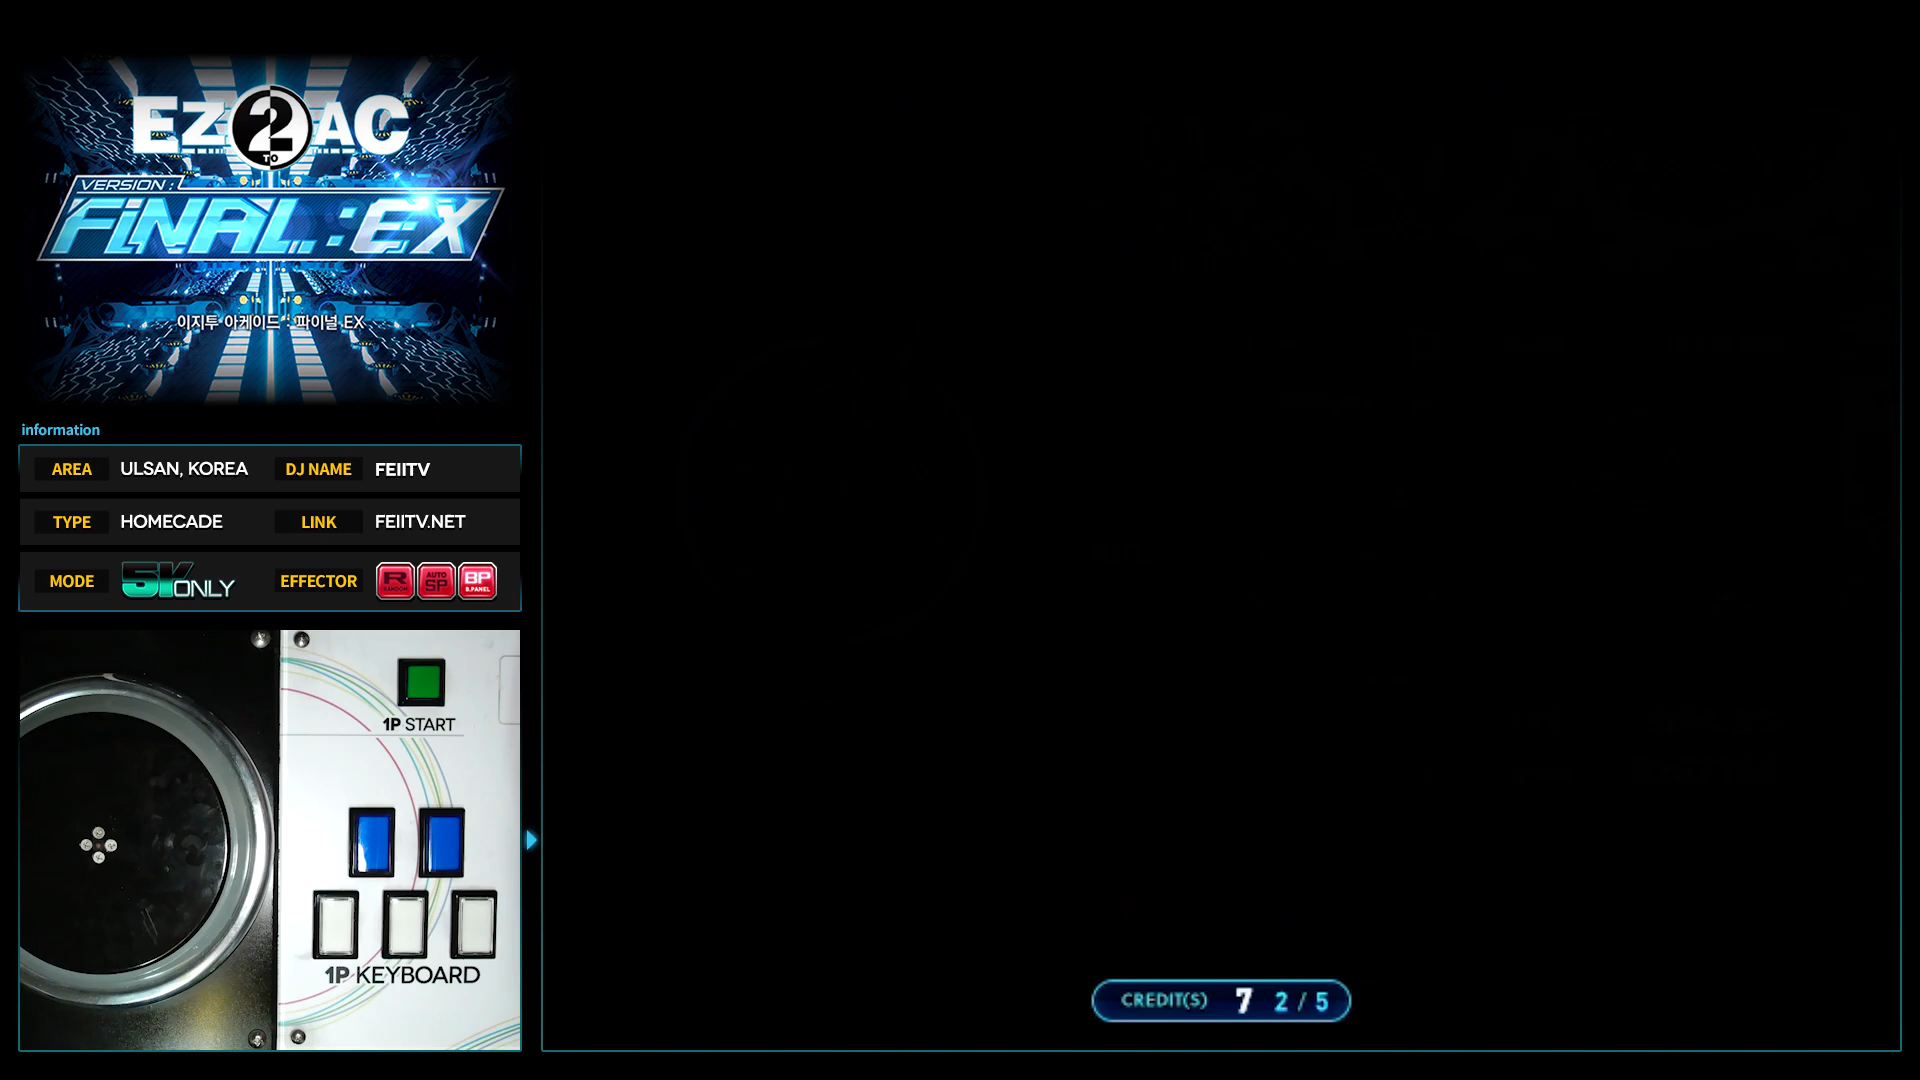 EZ2AC
TO
VERSION :
FiNAL : EX
이지투 아케이드 : 파이널 EX
information
AREA ULSAN, KOREA DJ NAME FEIITV
TYPE HOMECADE LINK FEIITV.NET
MODE 5K ONLY EFFECTOR R RANDOM AUTO SP BP B.PANEL
1P START
1P KEYBOARD
CREDIT(S) 7 2 / 5